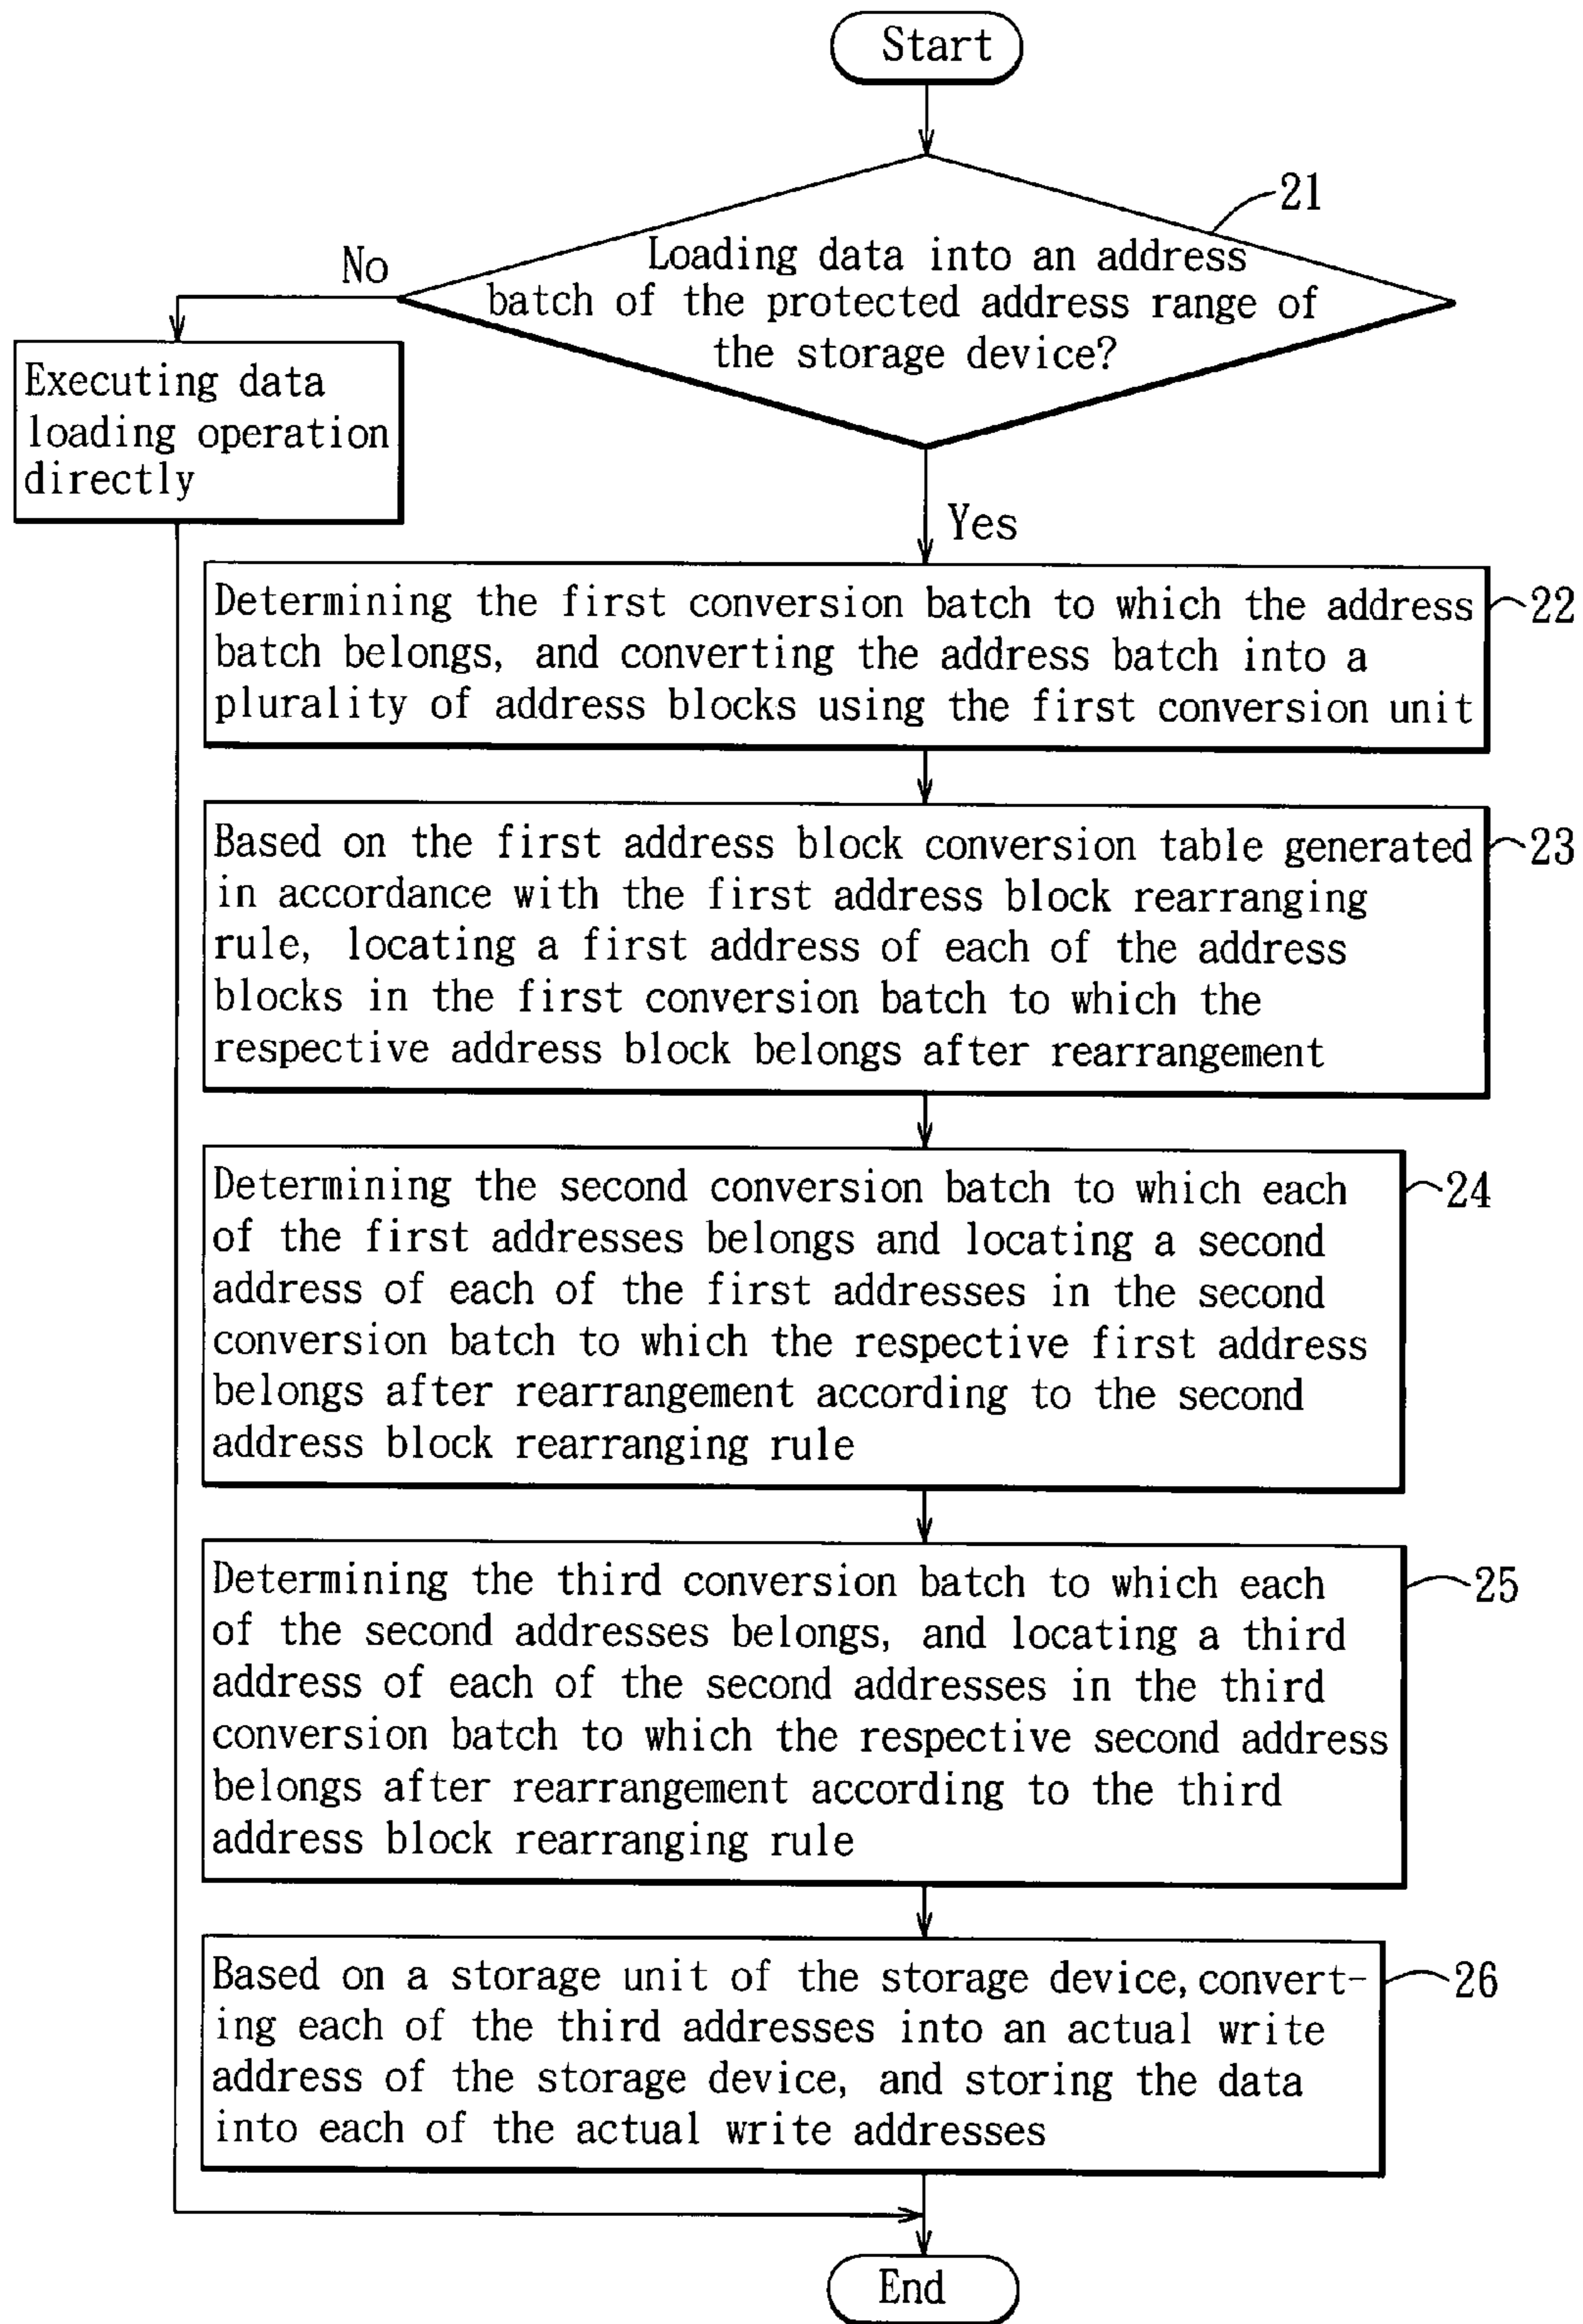 Start
21
Loading data into an address
batch of the protected address range of
the storage device?
No
Executing data
loading operation
directly
Yes
Determining the first conversion batch to which the address
batch belongs, and converting the address batch into a
plurality of address blocks using the first conversion unit
22
Based on the first address block conversion table generated
in accordance with the first address block rearranging
rule, locating a first address of each of the address
blocks in the first conversion batch to which the
respective address block belongs after rearrangement
23
Determining the second conversion batch to which each
of the first addresses belongs and locating a second
address of each of the first addresses in the second
conversion batch to which the respective first address
belongs after rearrangement according to the second
address block rearranging rule
24
Determining the third conversion batch to which each
of the second addresses belongs, and locating a third
address of each of the second addresses in the third
conversion batch to which the respective second address
belongs after rearrangement according to the third
address block rearranging rule
25
Based on a storage unit of the storage device, convert-
ing each of the third addresses into an actual write
address of the storage device, and storing the data
into each of the actual write addresses
26
End